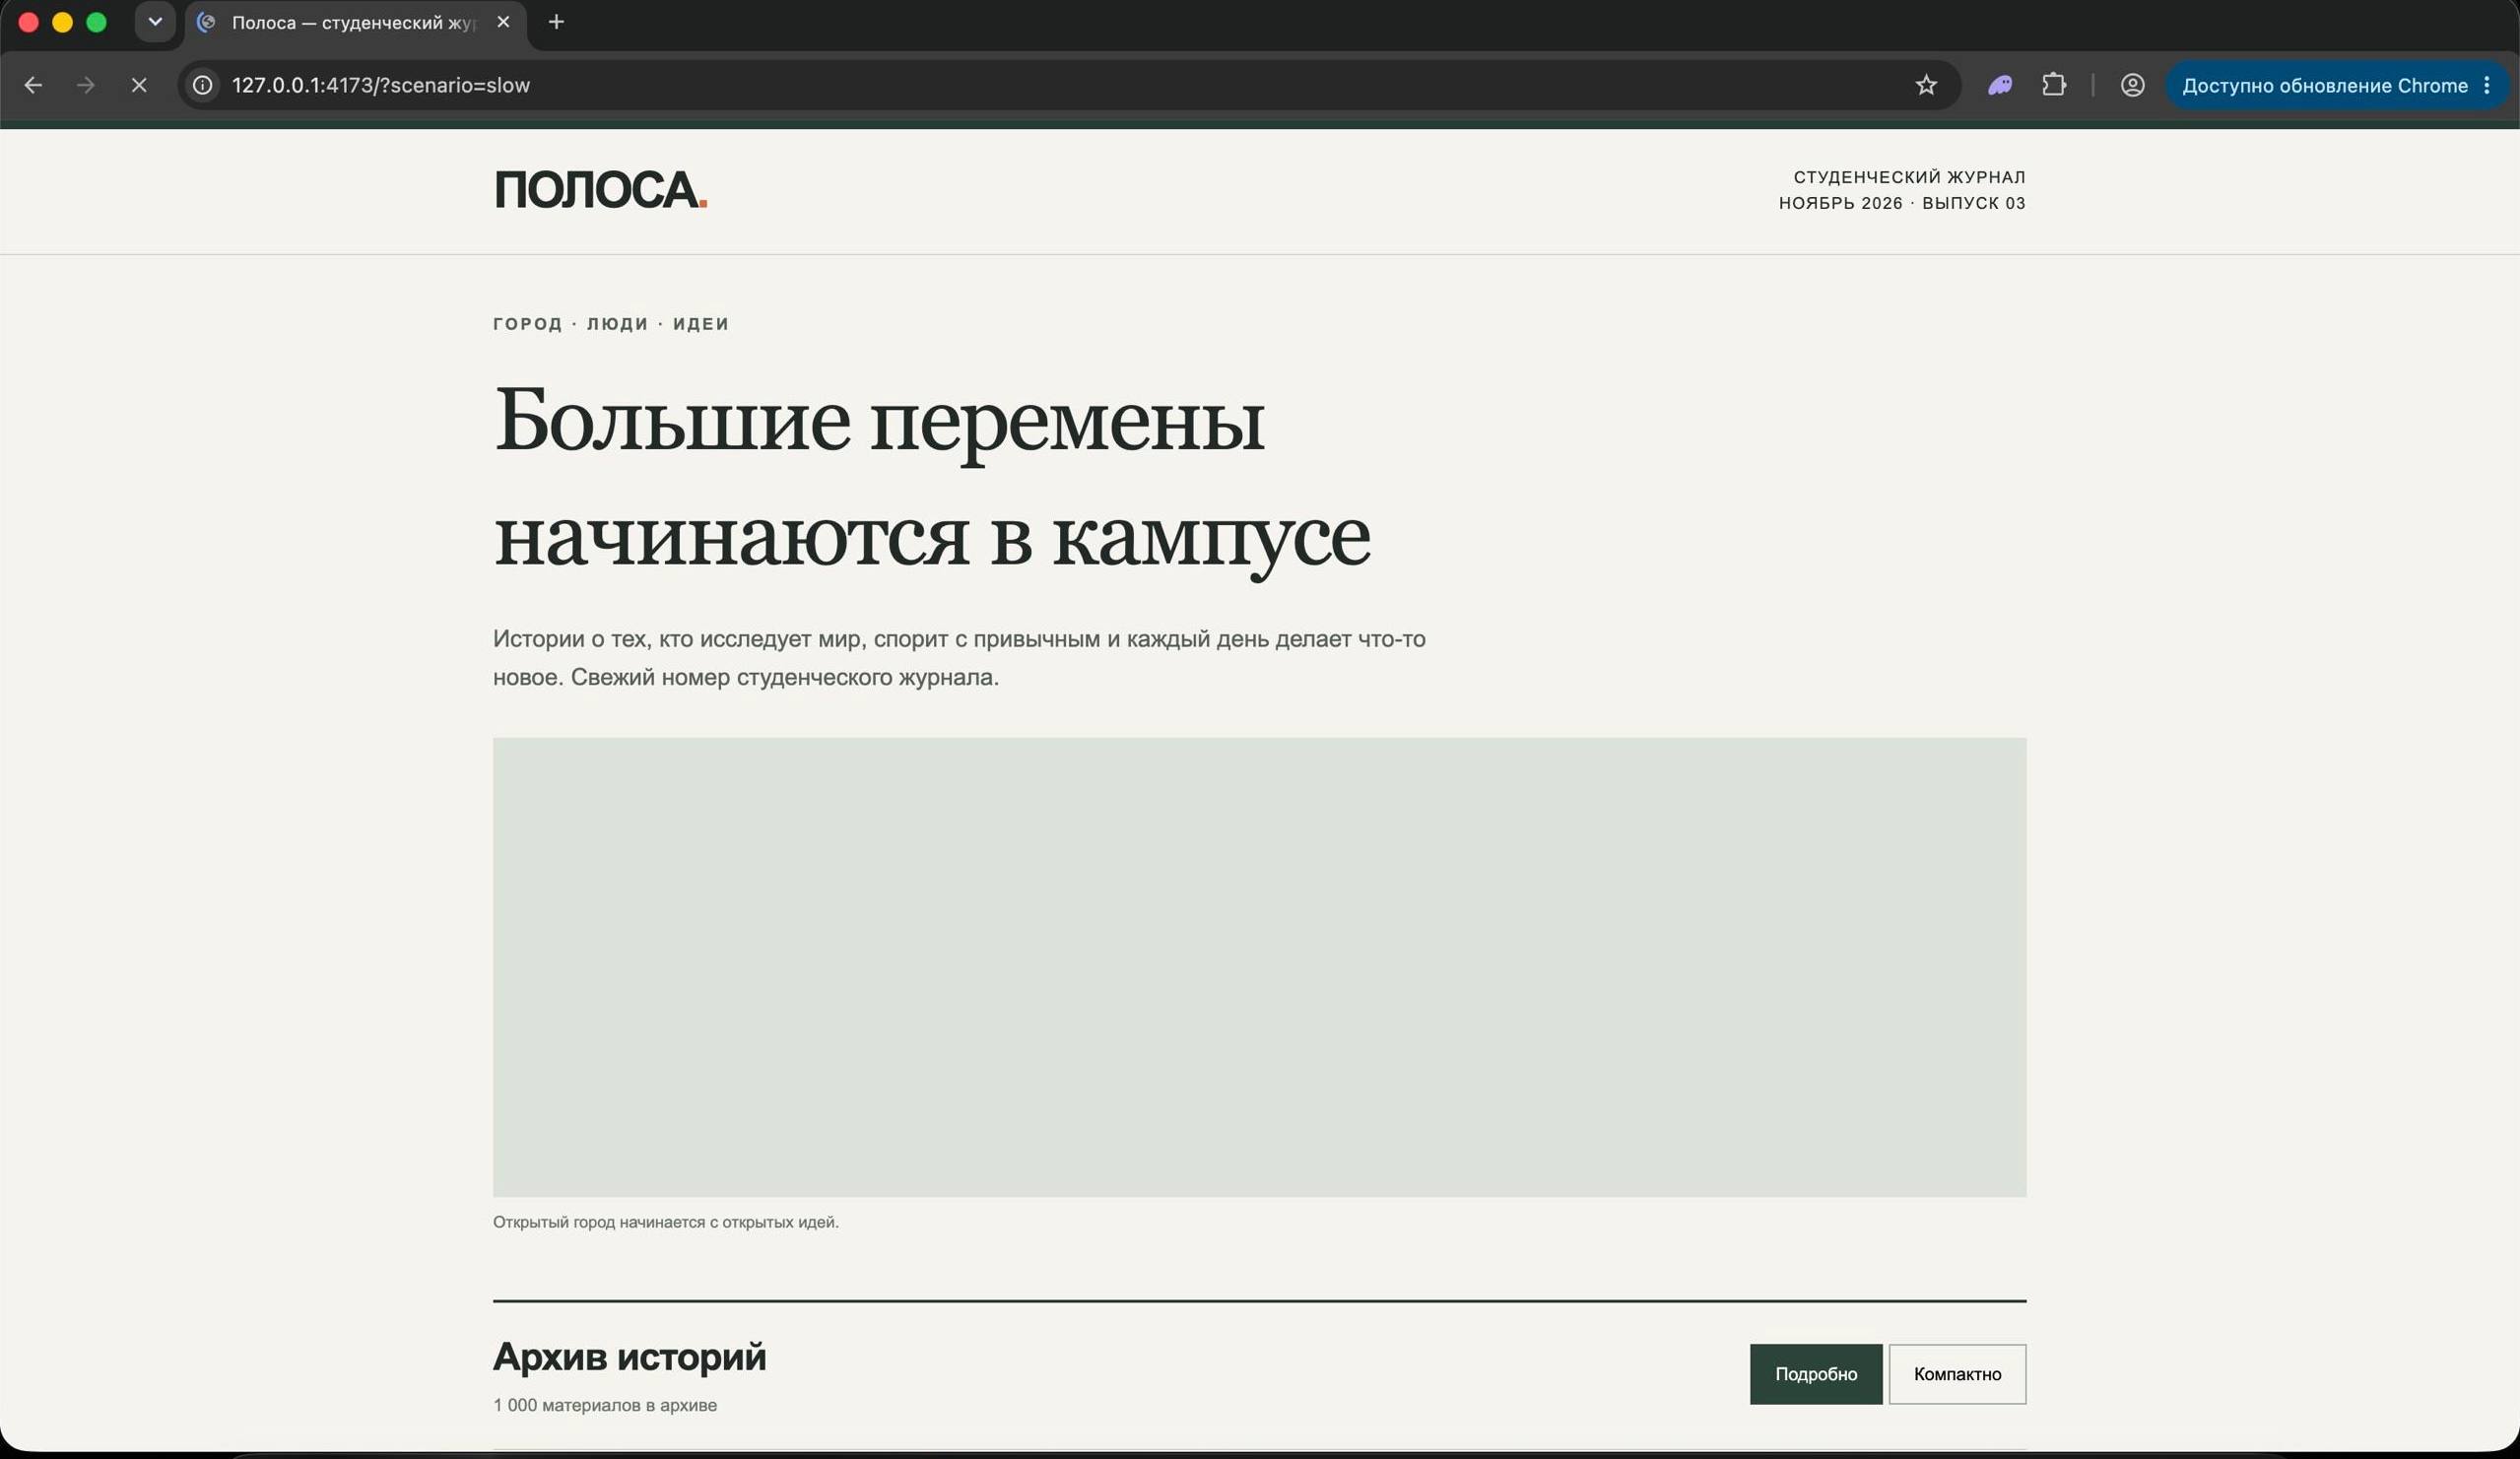 Полоса — студенческий жур
127.0.0.1:4173/?scenario=slow
Доступно обновление Chrome
ПОЛОСА.
СТУДЕНЧЕСКИЙ ЖУРНАЛ
НОЯБРЬ 2026 · ВЫПУСК 03
ГОРОД · ЛЮДИ · ИДЕИ
Большие перемены
начинаются в кампусе
Истории о тех, кто исследует мир, спорит с привычным и каждый день делает что-то
новое. Свежий номер студенческого журнала.
Открытый город начинается с открытых идей.
Архив историй
Подробно
Компактно
1 000 материалов в архиве